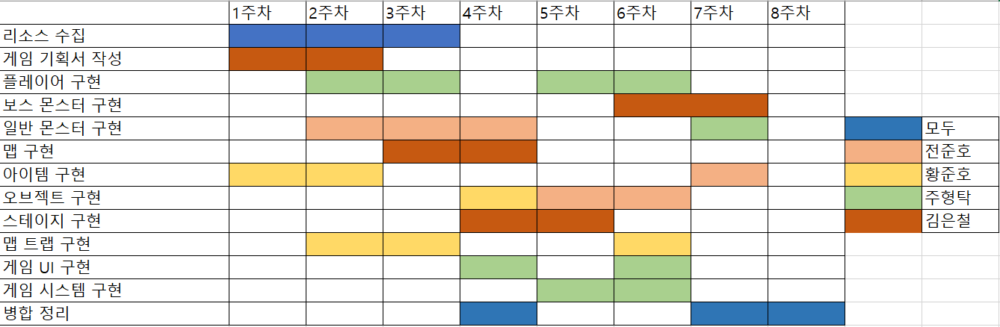 1주차 2주차 3주차 4주차 5주차 6주차 7주차 8주차
리소스 수집
게임 기획서 작성
플레이어 구현
보스 몬스터 구현
일반 몬스터 구현 모두
맵 구현 전준호
아이템 구현 황준호
오브젝트 구현 주형탁
스테이지 구현 김은철
맵 트랩 구현
게임 UI 구현
게임 시스템 구현
병합 정리